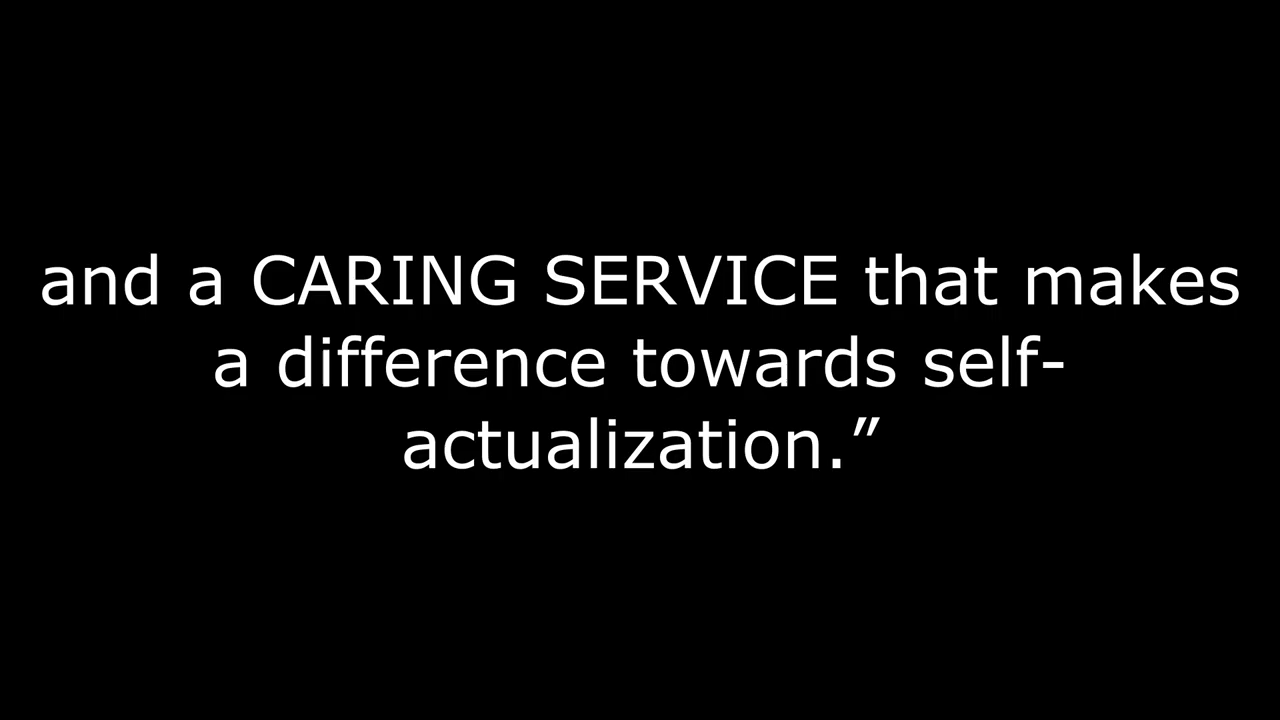 and a CARING SERVICE that makes
a difference towards self-
actualization.”